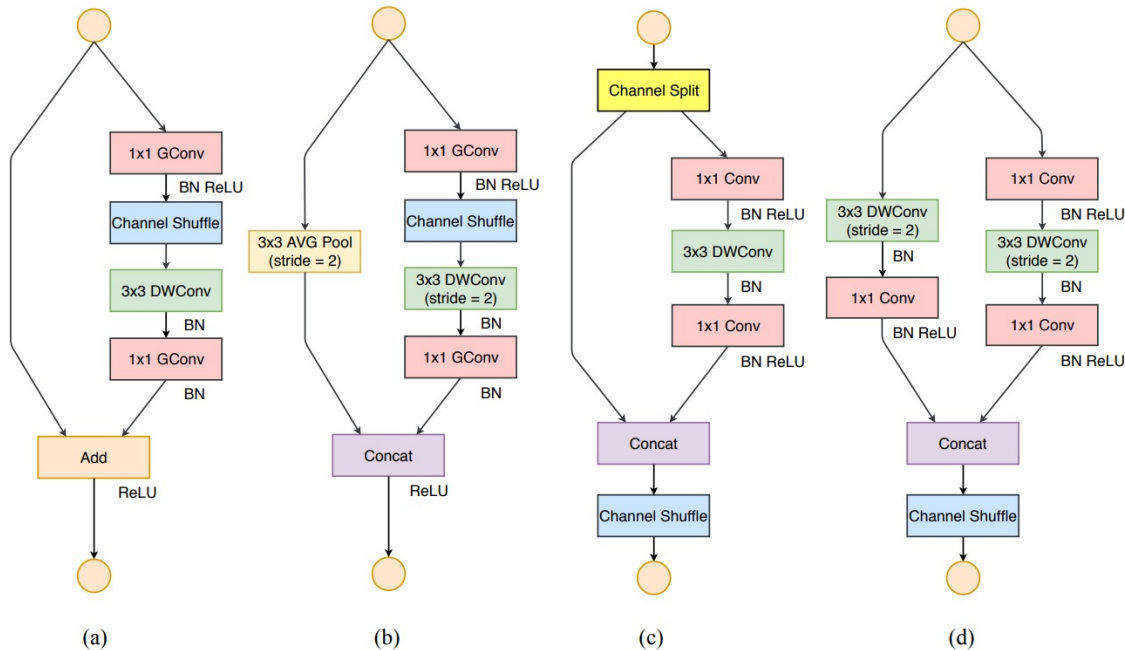 1x1 GConv
BN ReLU
Channel Shuffle
3x3 DWConv
BN
1x1 GConv
BN
Add
ReLU
(a)
3x3 AVG Pool
(stride = 2)
1x1 GConv
BN ReLU
Channel Shuffle
3x3 DWConv
(stride = 2)
BN
1x1 GConv
BN
Concat
ReLU
(b)
Channel Split
1x1 Conv
BN ReLU
3x3 DWConv
BN
1x1 Conv
BN ReLU
Concat
Channel Shuffle
(c)
3x3 DWConv
(stride = 2)
BN
1x1 Conv
BN ReLU
1x1 Conv
BN ReLU
3x3 DWConv
(stride = 2)
BN
1x1 Conv
BN ReLU
Concat
Channel Shuffle
(d)